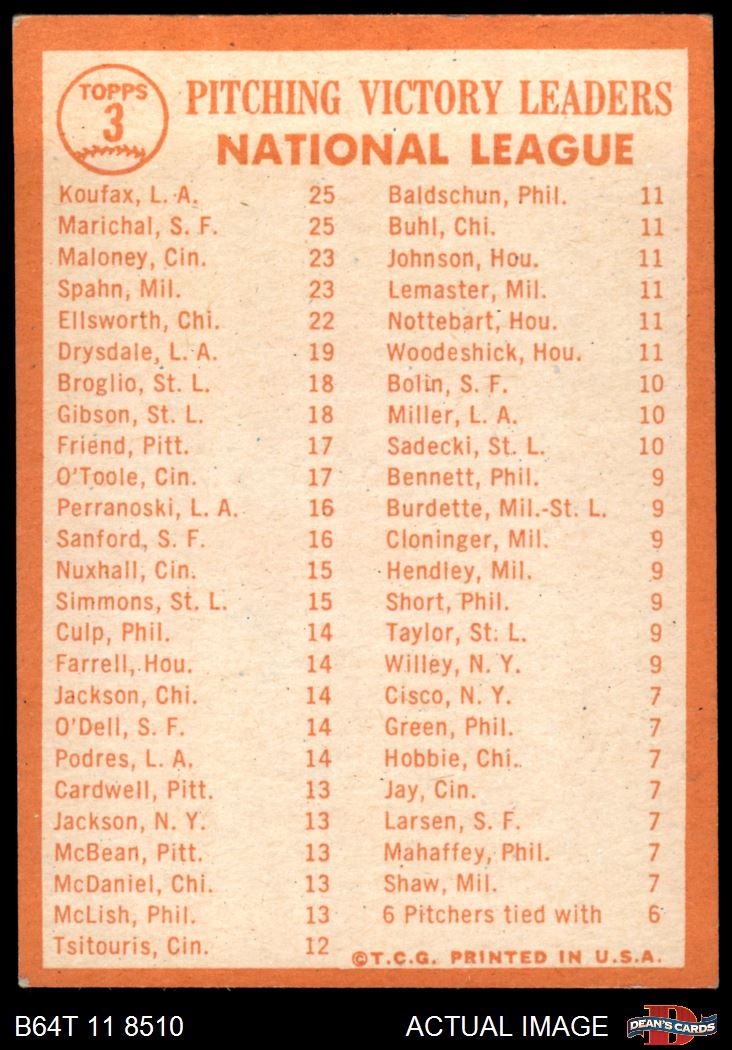 TOPPS
3
PITCHING VICTORY LEADERS
NATIONAL LEAGUE
Koufax, L. A. 25
Marichal, S. F. 25
Maloney, Cin. 23
Spahn, Mil. 23
Ellsworth, Chi. 22
Drysdale, L. A. 19
Broglio, St. L. 18
Gibson, St. L. 18
Friend, Pitt. 17
O'Toole, Cin. 17
Perranoski, L. A. 16
Sanford, S. F. 16
Nuxhall, Cin. 15
Simmons, St. L. 15
Culp, Phil. 14
Farrell, Hou. 14
Jackson, Chi. 14
O'Dell, S. F. 14
Podres, L. A. 14
Cardwell, Pitt. 13
Jackson, N. Y. 13
McBean, Pitt. 13
McDaniel, Chi. 13
McLish, Phil. 13
Tsitouris, Cin. 12
Baldschun, Phil. 11
Buhl, Chi. 11
Johnson, Hou. 11
Lemaster, Mil. 11
Nottebart, Hou. 11
Woodeshick, Hou. 11
Bolin, S. F. 10
Miller, L. A. 10
Sadecki, St. L. 10
Bennett, Phil. 9
Burdette, Mil.-St. L. 9
Cloninger, Mil. 9
Hendley, Mil. 9
Short, Phil. 9
Taylor, St. L. 9
Willey, N. Y. 9
Cisco, N. Y. 7
Green, Phil. 7
Hobbie, Chi. 7
Jay, Cin. 7
Larsen, S. F. 7
Mahaffey, Phil. 7
Shaw, Mil. 7
6 Pitchers tied with 6
©T.C.G. PRINTED IN U.S.A.
B64T 11 8510 ACTUAL IMAGE
DEAN'S CARDS